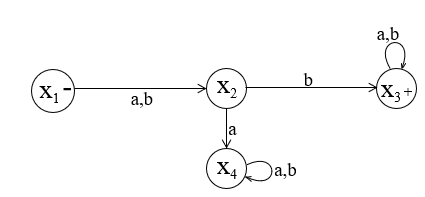 a,b
x₁-
a,b
x₂
b
x₃+
a
x₄
a,b